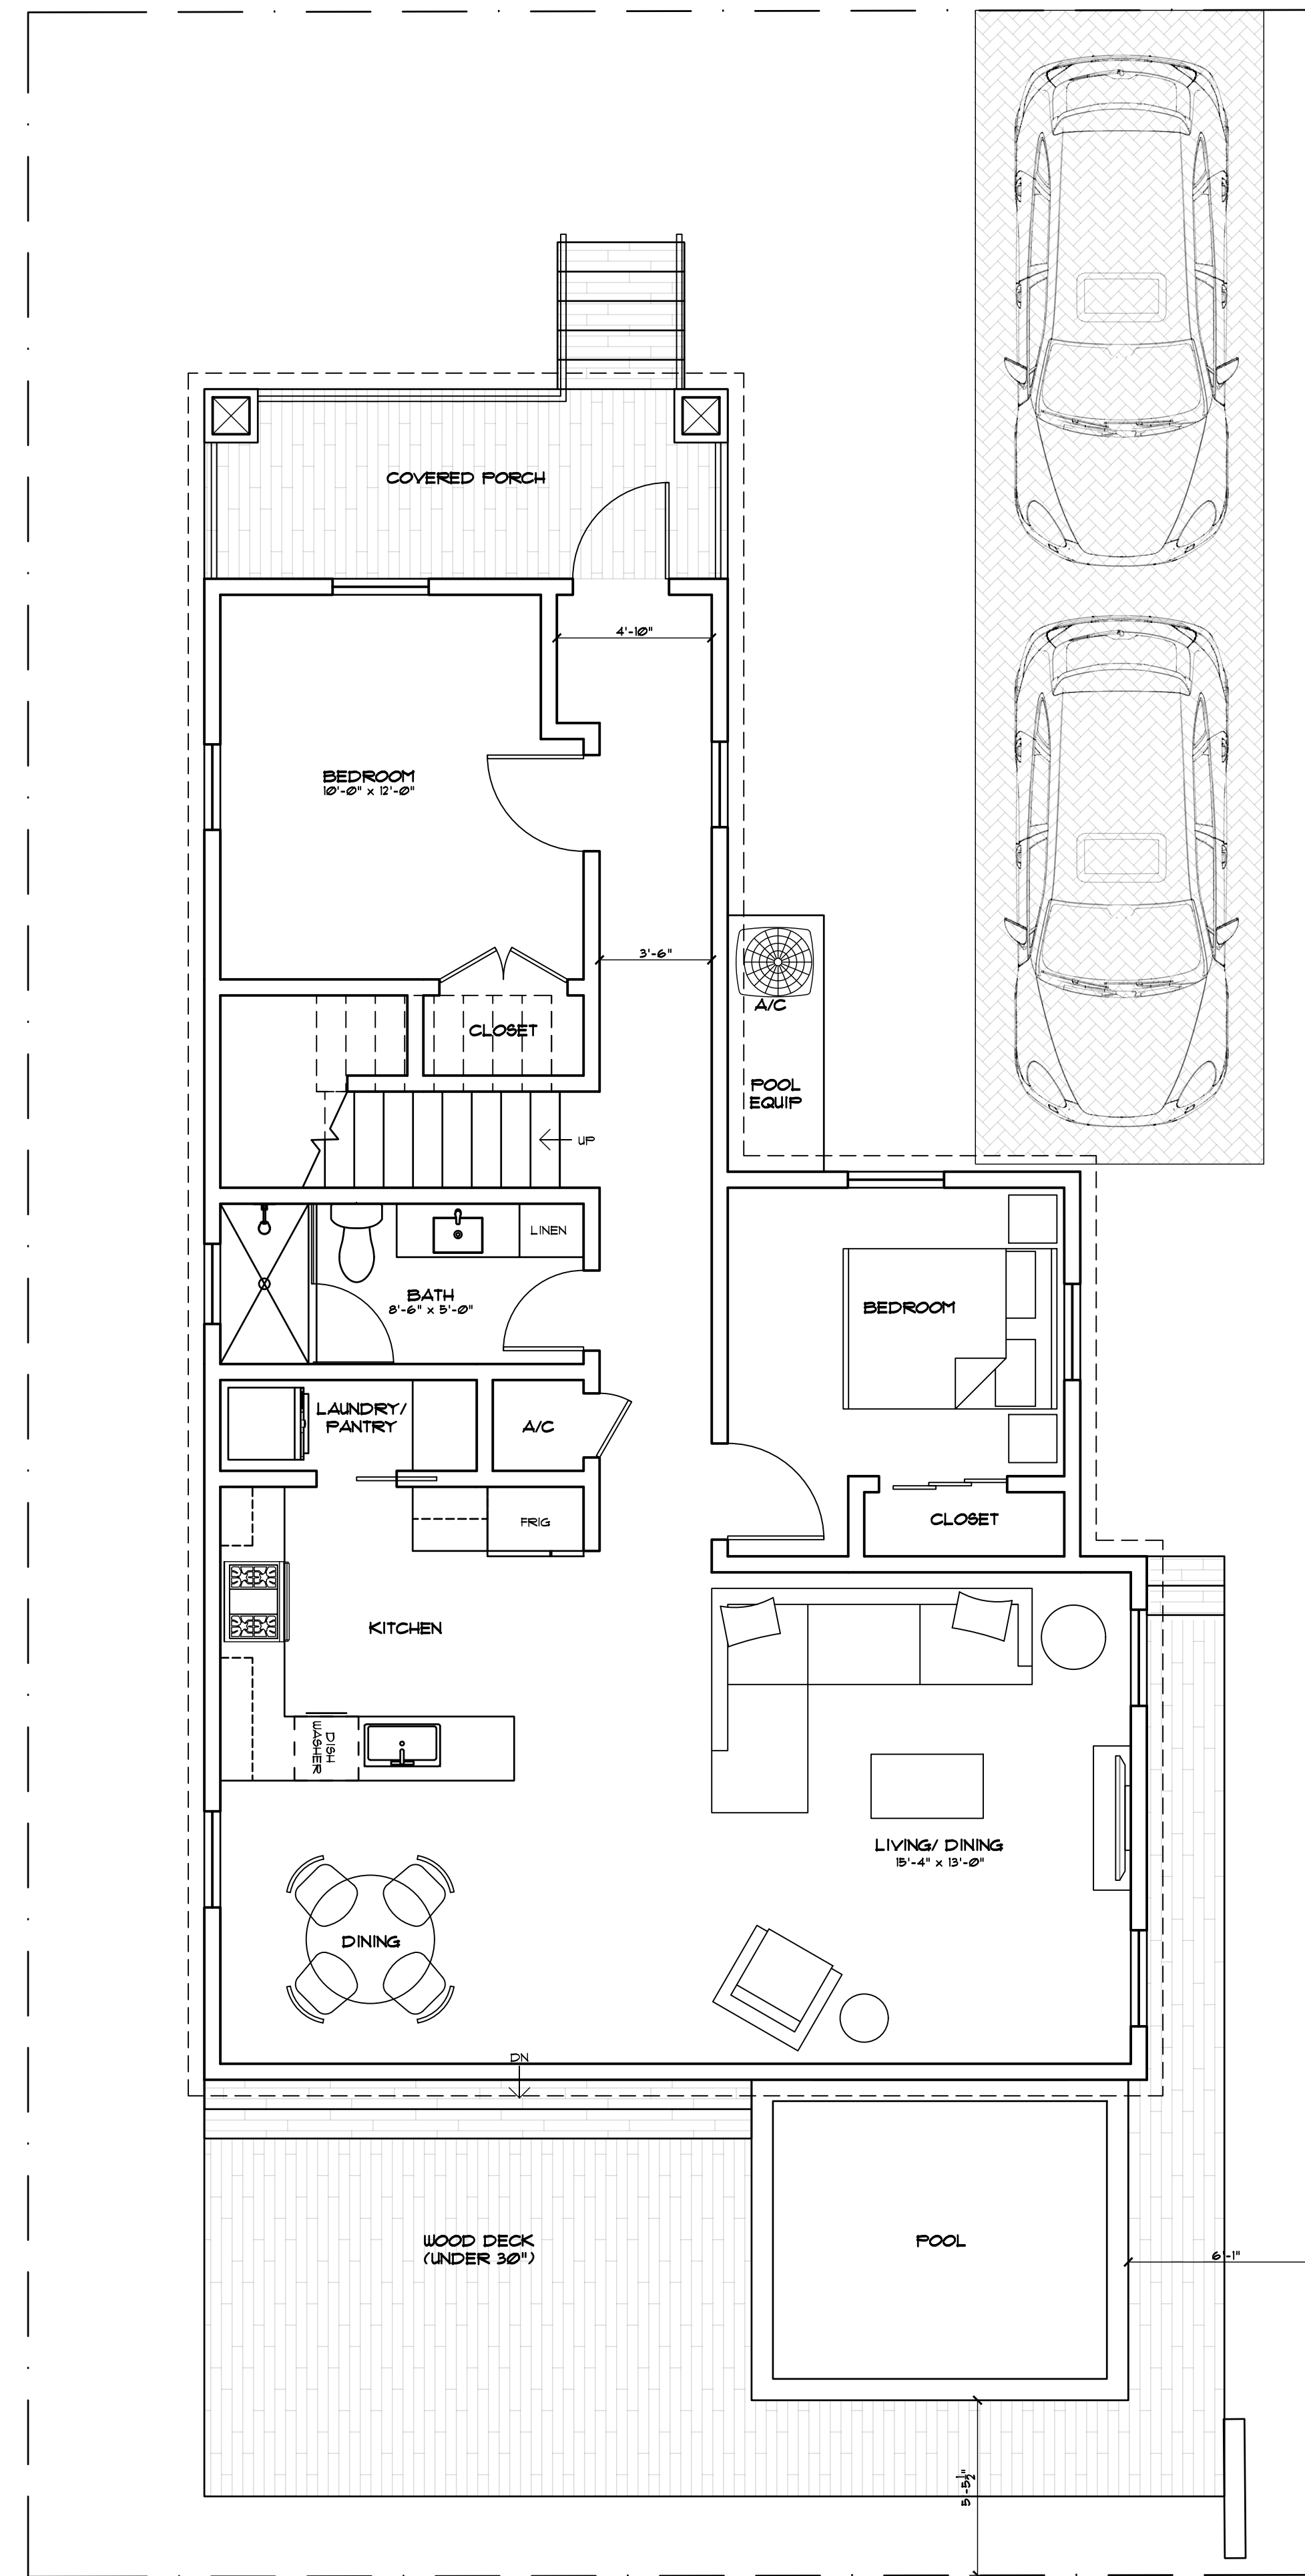 COVERED PORCH
4'-10"
BEDROOM
10'-0" x 12'-0"
3'-6"
A/C
CLOSET
POOL
EQUIP
UP
LINEN
BATH
8'-6" x 5'-0"
BEDROOM
LAUNDRY/
PANTRY
A/C
CLOSET
FRIG
KITCHEN
DISH
WASHER
LIVING/ DINING
15'-4" x 13'-0"
DINING
DN
WOOD DECK
(UNDER 30")
POOL
6'-1"
5'-5½"